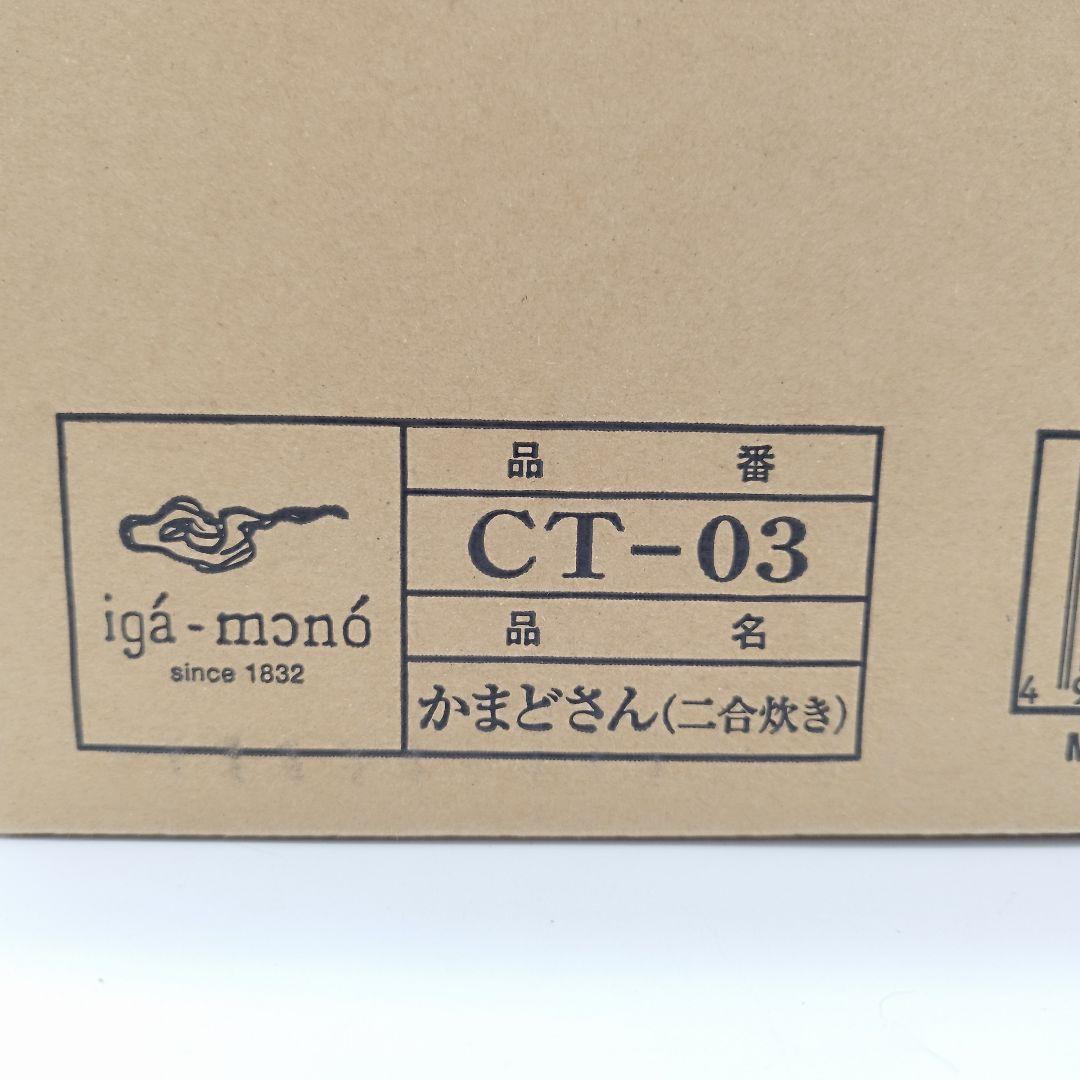 igá-mɔnó
since 1832
品 番
CT-03
品 名
かまどさん(二合炊き)
4